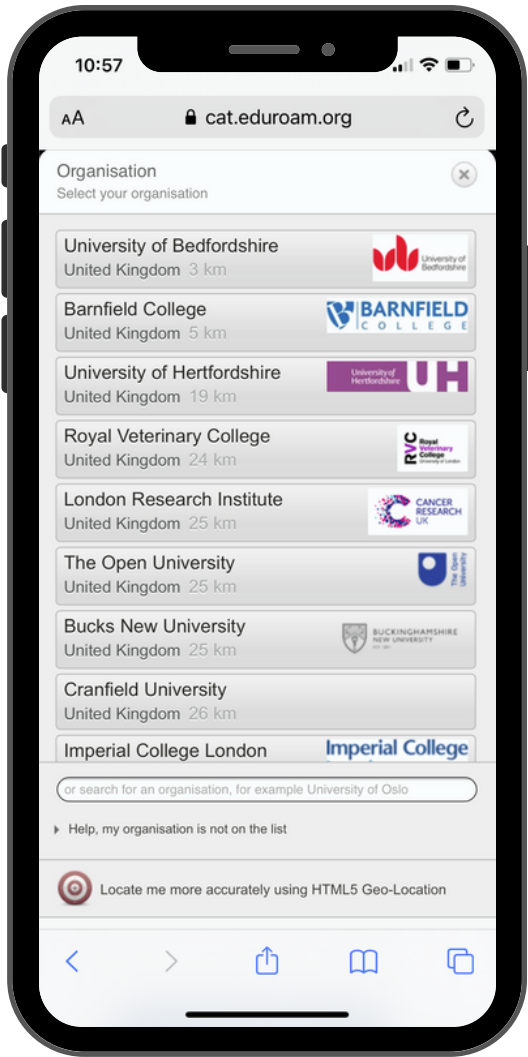 10:57
AA
cat.eduroam.org
Organisation
Select your organisation
University of Bedfordshire
United Kingdom 3 km
University of
Bedfordshire
Barnfield College
United Kingdom 5 km
BARNFIELD
COLLEGE
University of Hertfordshire
United Kingdom 19 km
University of
Hertfordshire
UH
Royal Veterinary College
United Kingdom 24 km
RVC
Royal
Veterinary
College
University of London
London Research Institute
United Kingdom 25 km
CANCER
RESEARCH
UK
The Open University
United Kingdom 25 km
The Open
University
Bucks New University
United Kingdom 25 km
BUCKINGHAMSHIRE
NEW UNIVERSITY
Cranfield University
United Kingdom 26 km
Imperial College London
Imperial College
or search for an organisation, for example University of Oslo
Help, my organisation is not on the list
Locate me more accurately using HTML5 Geo-Location